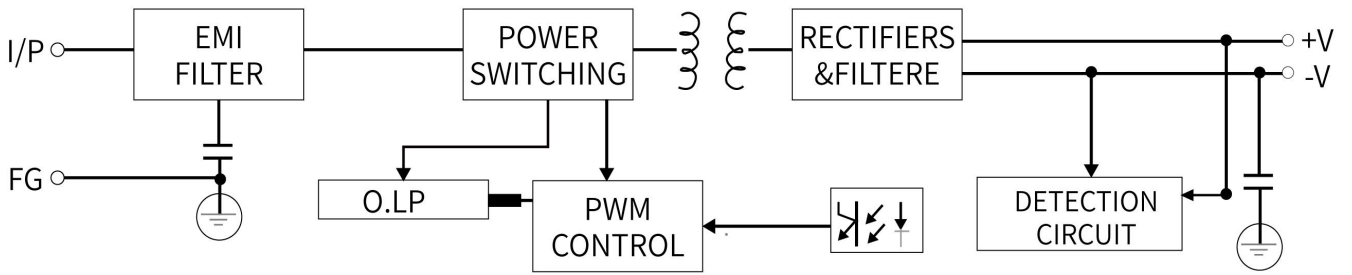 I/P
EMI
FILTER
POWER
SWITCHING
RECTIFIERS
&FILTERE
+V
-V
FG
O.LP
PWM
CONTROL
DETECTION
CIRCUIT